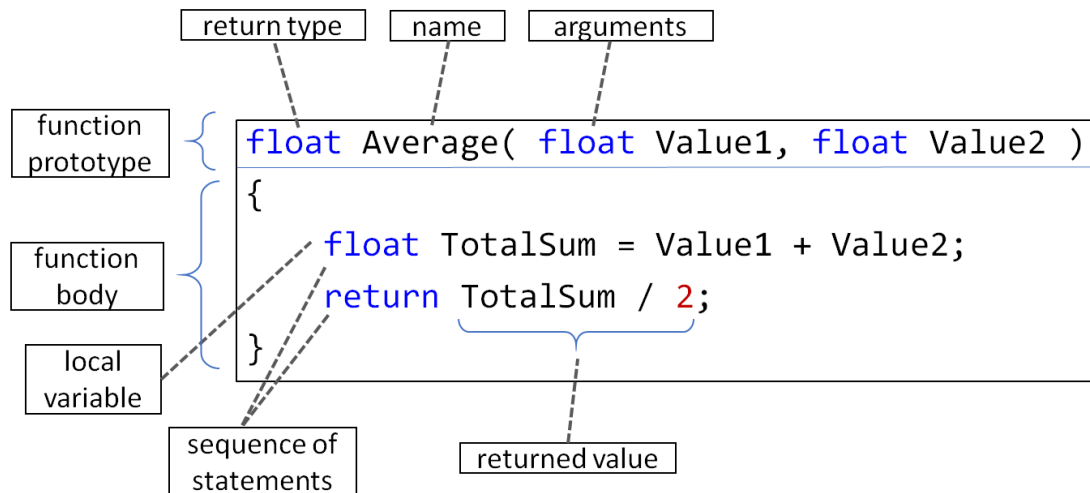 return type
name
arguments
function
prototype
float Average( float Value1, float Value2 )
{
function
body
float TotalSum = Value1 + Value2;
return TotalSum / 2;
}
local
variable
sequence of
statements
returned value